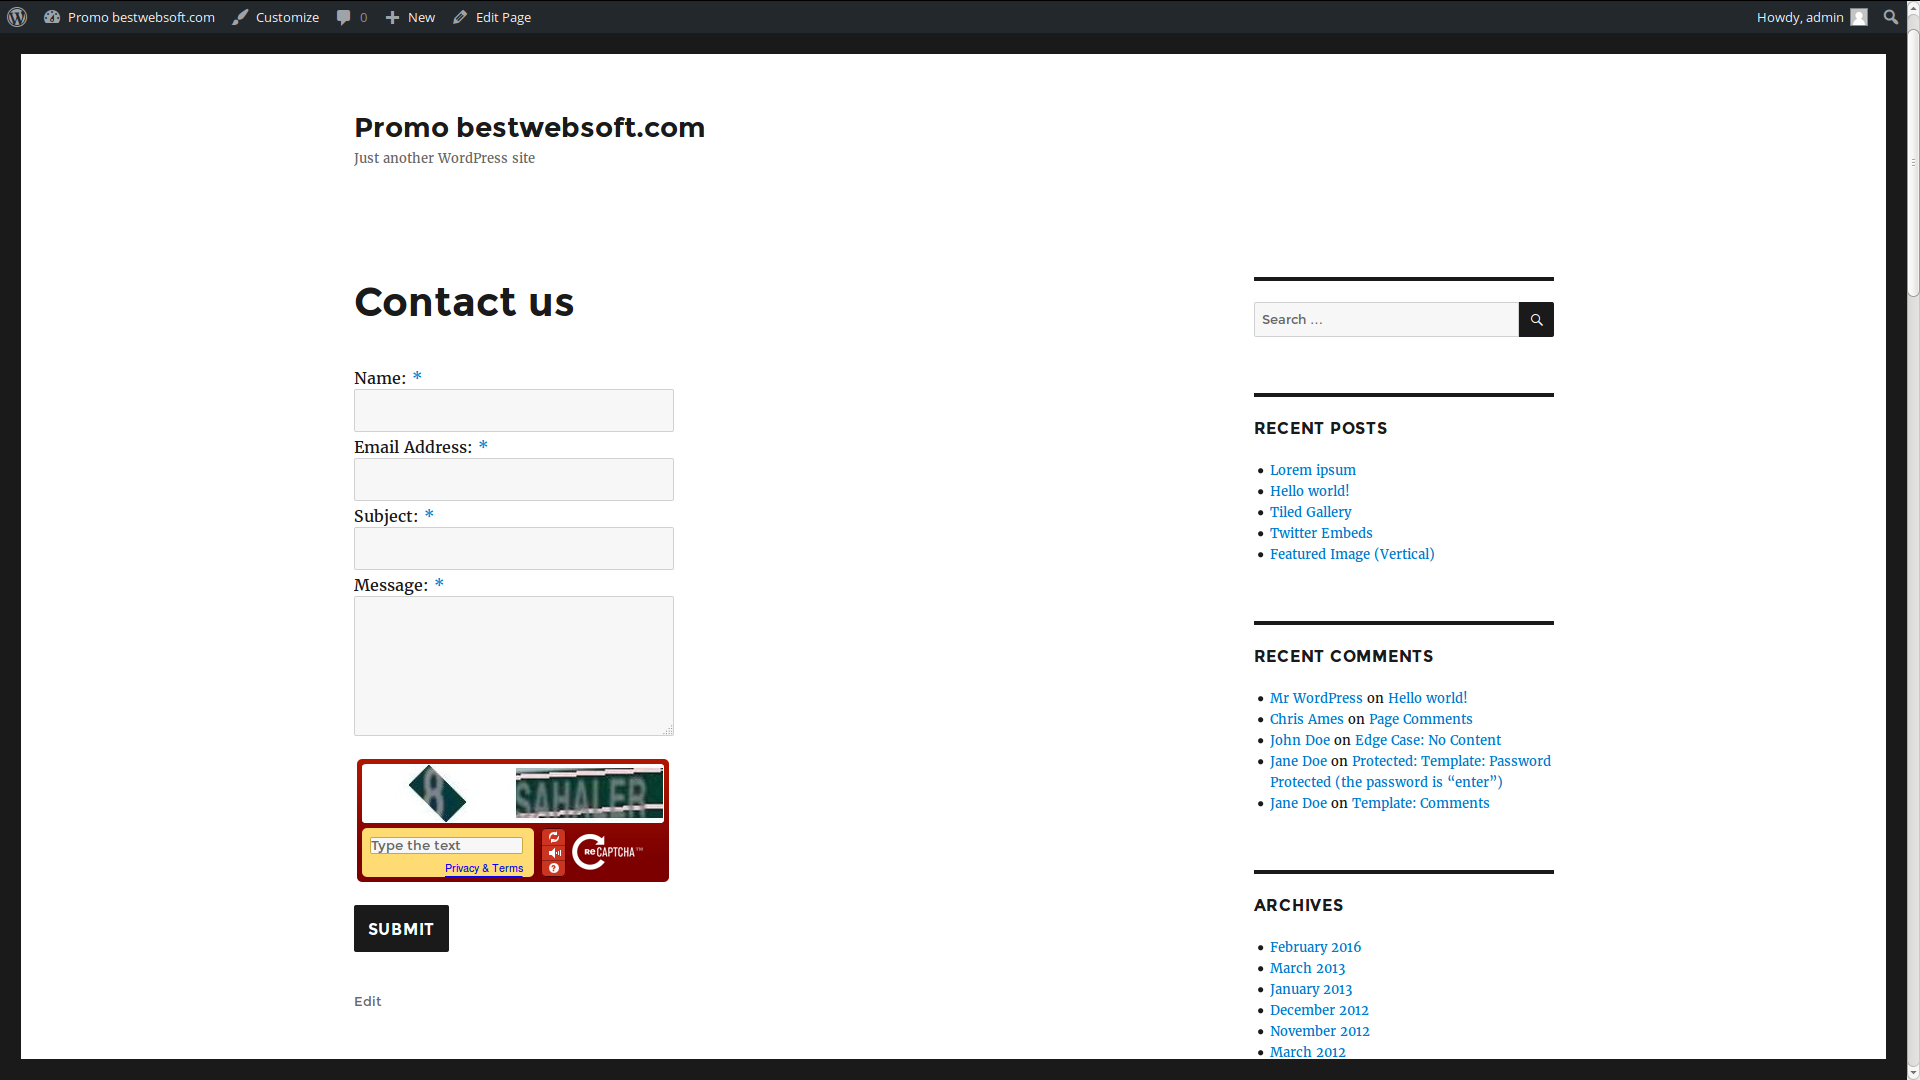 Promo bestwebsoft.com Customize 0 New Edit Page Howdy, admin
Promo bestwebsoft.com
Just another WordPress site
Contact us
Name: *
Email Address: *
Subject: *
Message: *
8 SAHALER
Type the text
Privacy & Terms
? reCAPTCHA™
SUBMIT
Edit
Search ...
RECENT POSTS
Lorem ipsum
Hello world!
Tiled Gallery
Twitter Embeds
Featured Image (Vertical)
RECENT COMMENTS
Mr WordPress on Hello world!
Chris Ames on Page Comments
John Doe on Edge Case: No Content
Jane Doe on Protected: Template: Password
Protected (the password is “enter”)
Jane Doe on Template: Comments
ARCHIVES
February 2016
March 2013
January 2013
December 2012
November 2012
March 2012